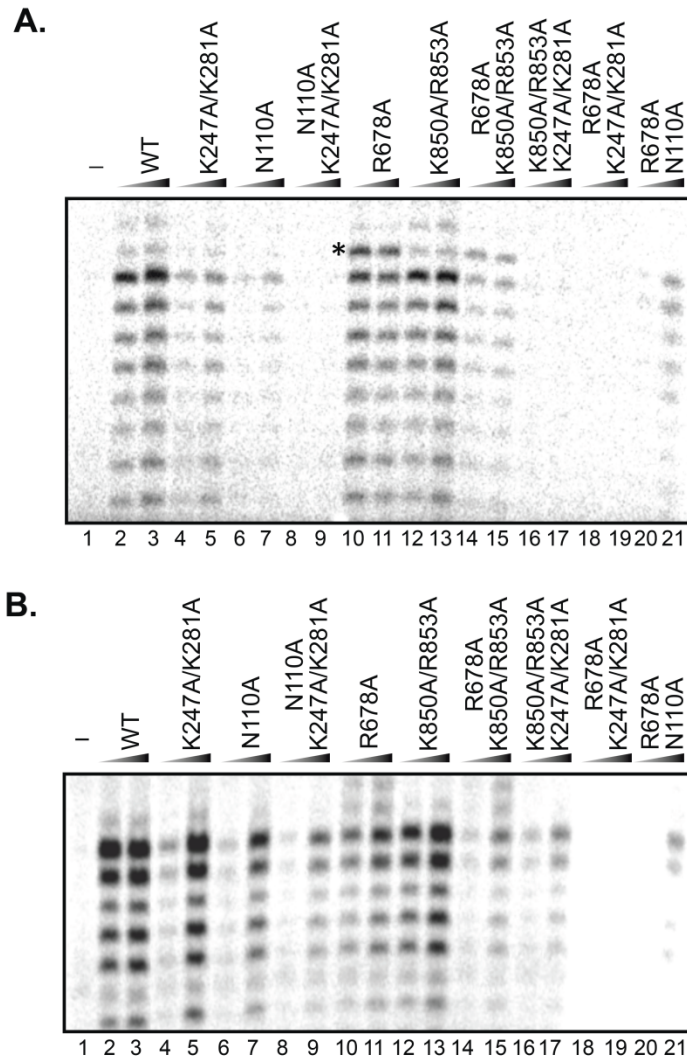 A.
– WT K247A/K281A N110A N110A K247A/K281A R678A K850A/R853A R678A K850A/R853A K850A/R853A K247A/K281A R678A K247A/K281A R678A N110A
*
1 2 3 4 5 6 7 8 9 10 11 12 13 14 15 16 17 18 19 20 21
B.
– WT K247A/K281A N110A N110A K247A/K281A R678A K850A/R853A R678A K850A/R853A K850A/R853A K247A/K281A R678A K247A/K281A R678A N110A
1 2 3 4 5 6 7 8 9 10 11 12 13 14 15 16 17 18 19 20 21